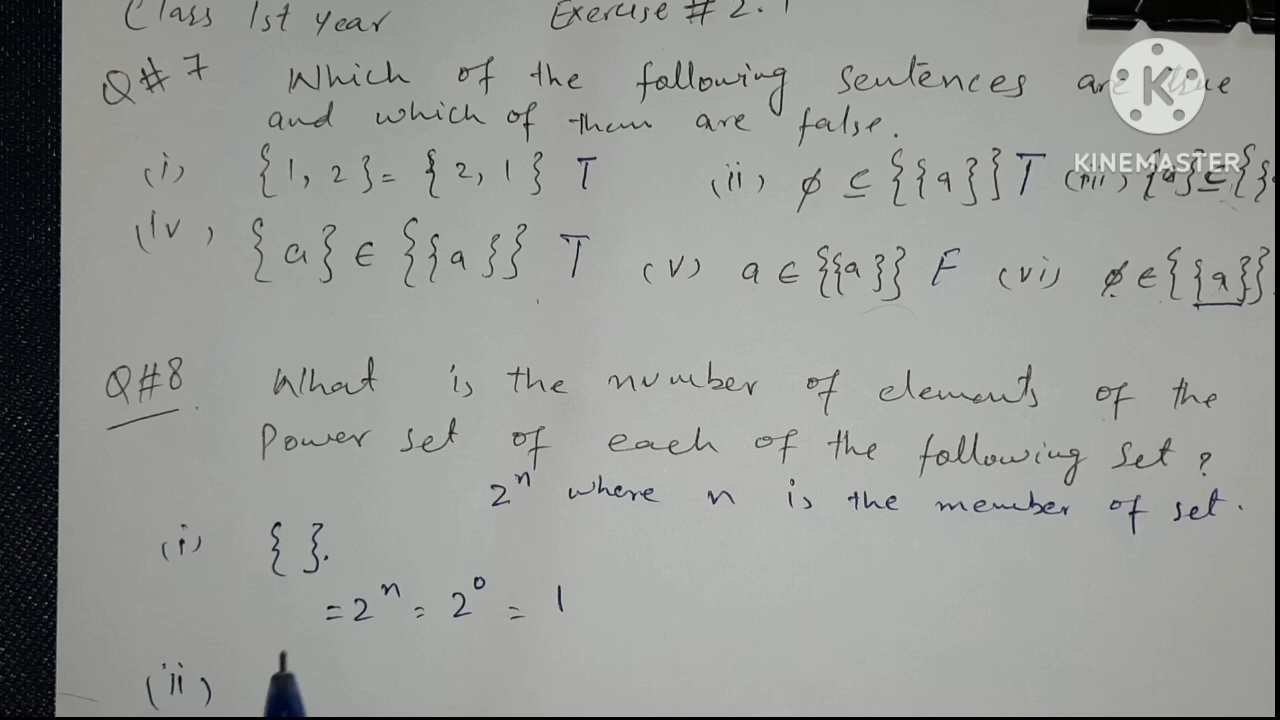 Class 1st year Exercise # 2.1
Q# 7 Which of the following sentences are true
and which of them are false.
(i) {1, 2} = {2, 1} T (ii) ϕ ⊆ {{a}} T (iii) {a} ⊆ {{
(iv) {a} ∈ {{a}} T (v) a ∈ {{a}} F (vi) ϕ ∈ {{a}}
Q#8 What is the number of elements of the
Power set of each of the following set ?
2ⁿ where n is the member of set.
(i) { }.
= 2ⁿ = 2⁰ = 1
(ii)
K
KINEMASTER